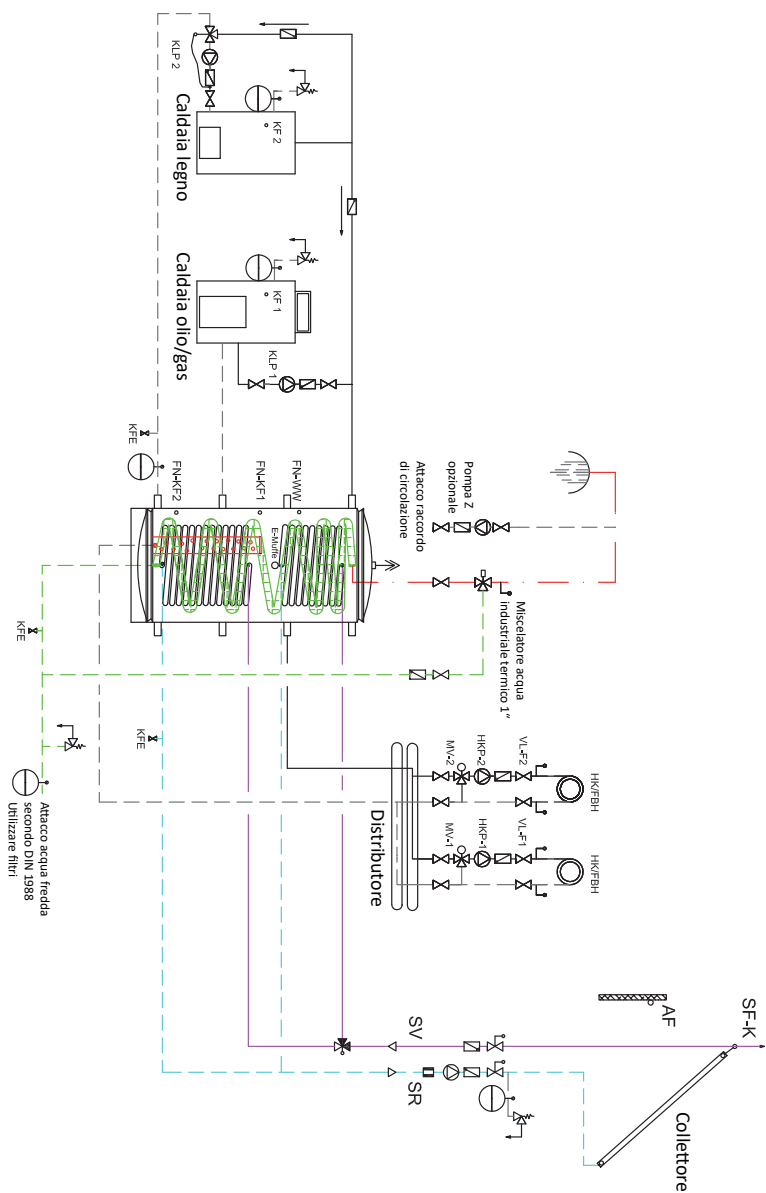 KLP 2
KF 2
Caldaia legno
KF 1
Caldaia olio/gas
KLP 1
KFE
FN-KF2
FN-KF1
FN-WW
E-Muffe
Attacco raccordo
di circolazione
Pompa Z
opzionale
Miscelatore acqua
industriale termico 1"
KFE
KFE
Attacco acqua fredda
secondo DIN 1988
Utilizzare filtri
Distributore
MV-2
HKP-2
VL-F2
HK/FBH
MV-1
HKP-1
VL-F1
HK/FBH
AF
SF-K
SV
SR
Collettore